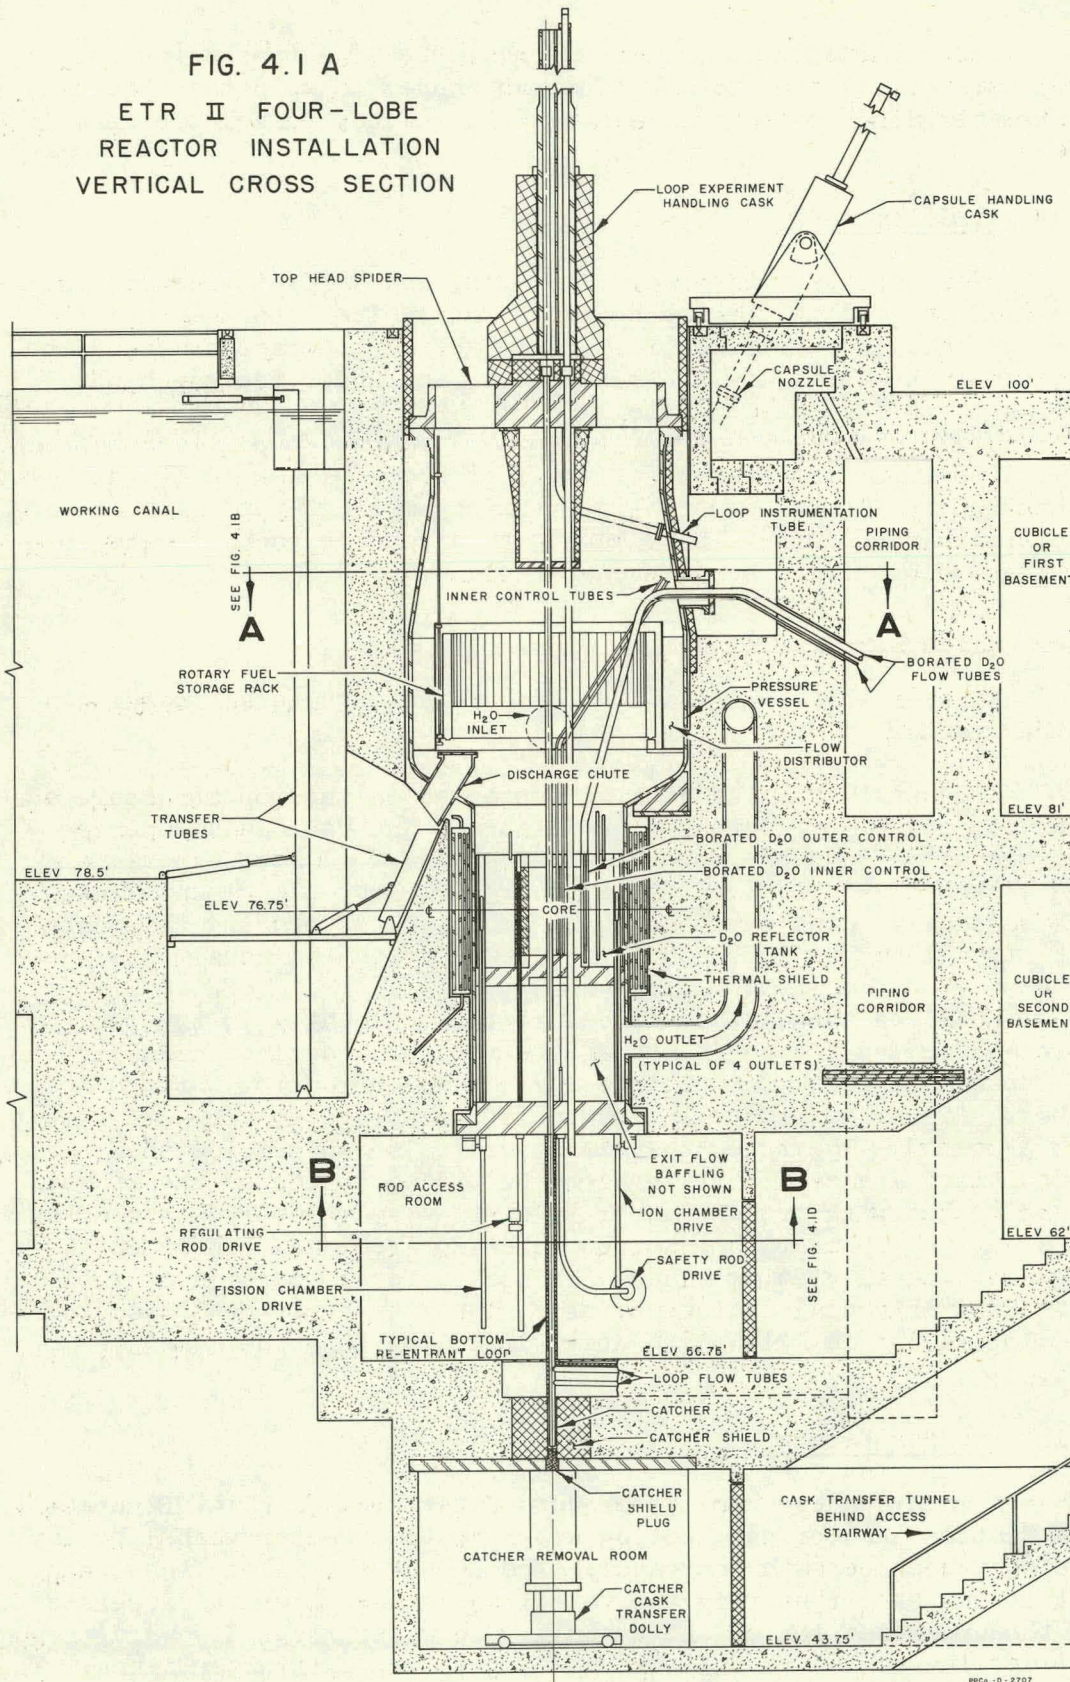 FIG. 4.1 A
ETR II FOUR-LOBE
REACTOR INSTALLATION
VERTICAL CROSS SECTION
LOOP EXPERIMENT
HANDLING CASK
CAPSULE HANDLING
CASK
TOP HEAD SPIDER
CAPSULE
NOZZLE
ELEV 100'
WORKING CANAL
LOOP INSTRUMENTATION
TUBE
PIPING
CORRIDOR
CUBICLE
OR
FIRST
BASEMENT
SEE FIG. 4.1B
A
INNER CONTROL TUBES
A
BORATED D₂O
FLOW TUBES
ROTARY FUEL
STORAGE RACK
H₂O
INLET
PRESSURE
VESSEL
FLOW
DISTRIBUTOR
DISCHARGE CHUTE
TRANSFER
TUBES
ELEV 81'
BORATED D₂O OUTER CONTROL
BORATED D₂O INNER CONTROL
ELEV 78.5'
ELEV 76.75'
℄
CORE
℄
D₂O REFLECTOR
TANK
THERMAL SHIELD
PIPING
CORRIDOR
CUBICLE
OR
SECOND
BASEMEN
H₂O OUTLET
(TYPICAL OF 4 OUTLETS)
B
ROD ACCESS
ROOM
EXIT FLOW
BAFFLING
NOT SHOWN
B
ION CHAMBER
DRIVE
REGULATING
ROD DRIVE
ELEV 62'
SEE FIG. 4.1D
SAFETY ROD
DRIVE
FISSION CHAMBER
DRIVE
TYPICAL BOTTOM
RE-ENTRANT LOOP
ELEV 56.75'
LOOP FLOW TUBES
CATCHER
CATCHER SHIELD
CATCHER
SHIELD
PLUG
CASK TRANSFER TUNNEL
BEHIND ACCESS
STAIRWAY
CATCHER REMOVAL ROOM
CATCHER
CASK
TRANSFER
DOLLY
ELEV. 43.75'
PPCo.-D-2707